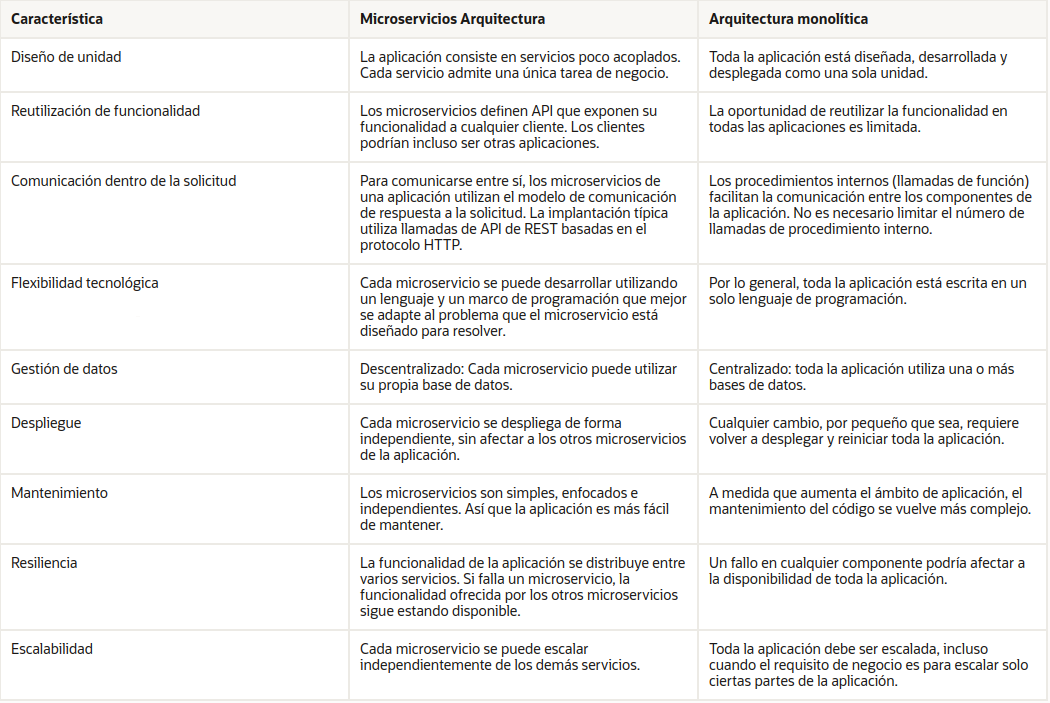 Característica
Microservicios Arquitectura
Arquitectura monolítica
Diseño de unidad
La aplicación consiste en servicios poco acoplados.
Cada servicio admite una única tarea de negocio.
Toda la aplicación está diseñada, desarrollada y
desplegada como una sola unidad.
Reutilización de funcionalidad
Los microservicios definen API que exponen su
funcionalidad a cualquier cliente. Los clientes
podrían incluso ser otras aplicaciones.
La oportunidad de reutilizar la funcionalidad en
todas las aplicaciones es limitada.
Comunicación dentro de la solicitud
Para comunicarse entre sí, los microservicios de
una aplicación utilizan el modelo de comunicación
de respuesta a la solicitud. La implantación típica
utiliza llamadas de API de REST basadas en el
protocolo HTTP.
Los procedimientos internos (llamadas de función)
facilitan la comunicación entre los componentes de
la aplicación. No es necesario limitar el número de
llamadas de procedimiento interno.
Flexibilidad tecnológica
Cada microservicio se puede desarrollar utilizando
un lenguaje y un marco de programación que mejor
se adapte al problema que el microservicio está
diseñado para resolver.
Por lo general, toda la aplicación está escrita en un
solo lenguaje de programación.
Gestión de datos
Descentralizado: Cada microservicio puede utilizar
su propia base de datos.
Centralizado: toda la aplicación utiliza una o más
bases de datos.
Despliegue
Cada microservicio se despliega de forma
independiente, sin afectar a los otros microservicios
de la aplicación.
Cualquier cambio, por pequeño que sea, requiere
volver a desplegar y reiniciar toda la aplicación.
Mantenimiento
Los microservicios son simples, enfocados e
independientes. Así que la aplicación es más fácil
de mantener.
A medida que aumenta el ámbito de aplicación, el
mantenimiento del código se vuelve más complejo.
Resiliencia
La funcionalidad de la aplicación se distribuye entre
varios servicios. Si falla un microservicio, la
funcionalidad ofrecida por los otros microservicios
sigue estando disponible.
Un fallo en cualquier componente podría afectar a
la disponibilidad de toda la aplicación.
Escalabilidad
Cada microservicio se puede escalar
independientemente de los demás servicios.
Toda la aplicación debe ser escalada, incluso
cuando el requisito de negocio es para escalar solo
ciertas partes de la aplicación.